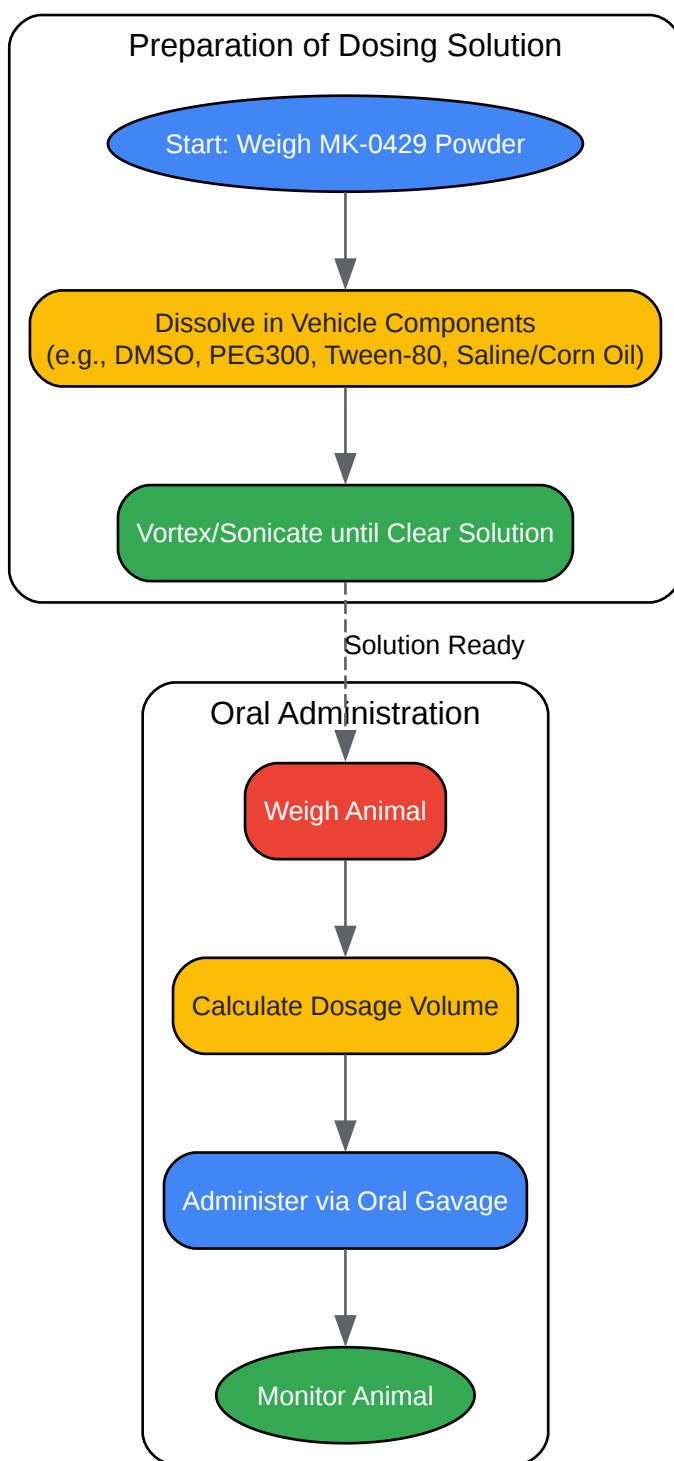 Preparation of Dosing Solution
Start: Weigh MK-0429 Powder
Dissolve in Vehicle Components
(e.g., DMSO, PEG300, Tween-80, Saline/Corn Oil)
Vortex/Sonicate until Clear Solution
Solution Ready
Oral Administration
Weigh Animal
Calculate Dosage Volume
Administer via Oral Gavage
Monitor Animal